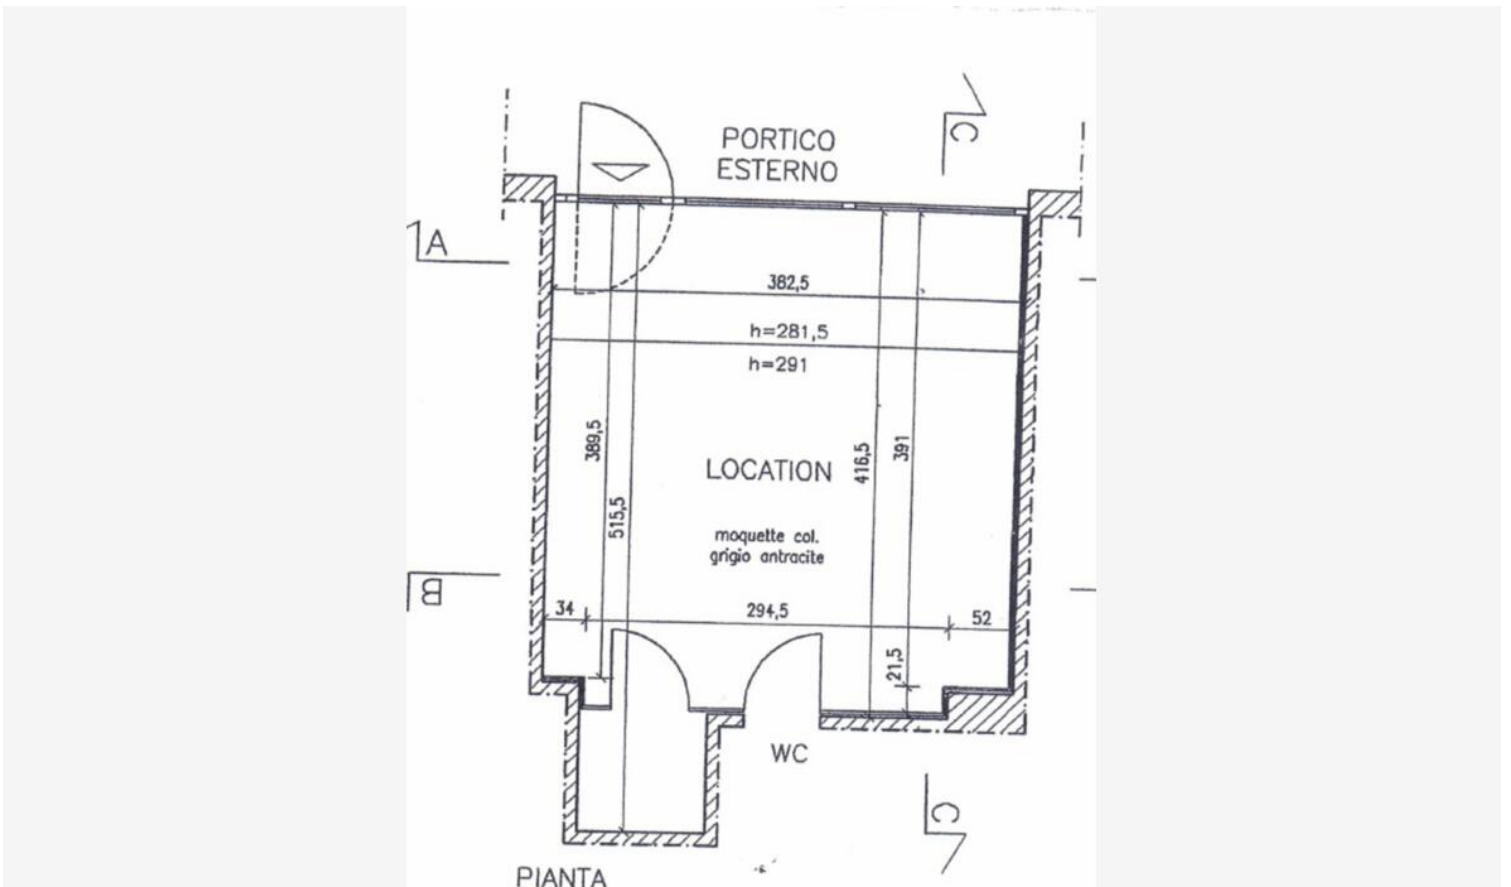 PORTICO
ESTERNO
C
A
382,5
h=281,5
h=291
389,5
515,5
416,5
391
LOCATION
moquette col.
grigio antracite
B
34
294,5
52
21,5
WC
C
PIANTA